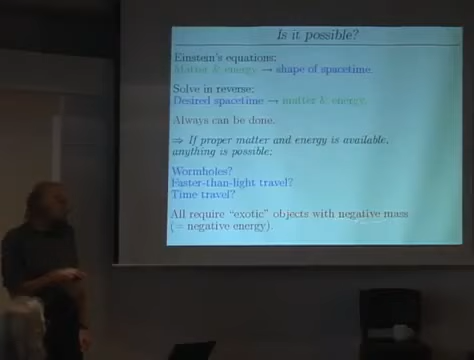 Is it possible?
Einstein's equations:
Matter & energy → shape of spacetime.
Solve in reverse:
Desired spacetime → matter & energy.
Always can be done.
⇒ If proper matter and energy is available,
anything is possible:
Wormholes?
Faster-than-light travel?
Time travel?
All require "exotic" objects with negative mass
(= negative energy).